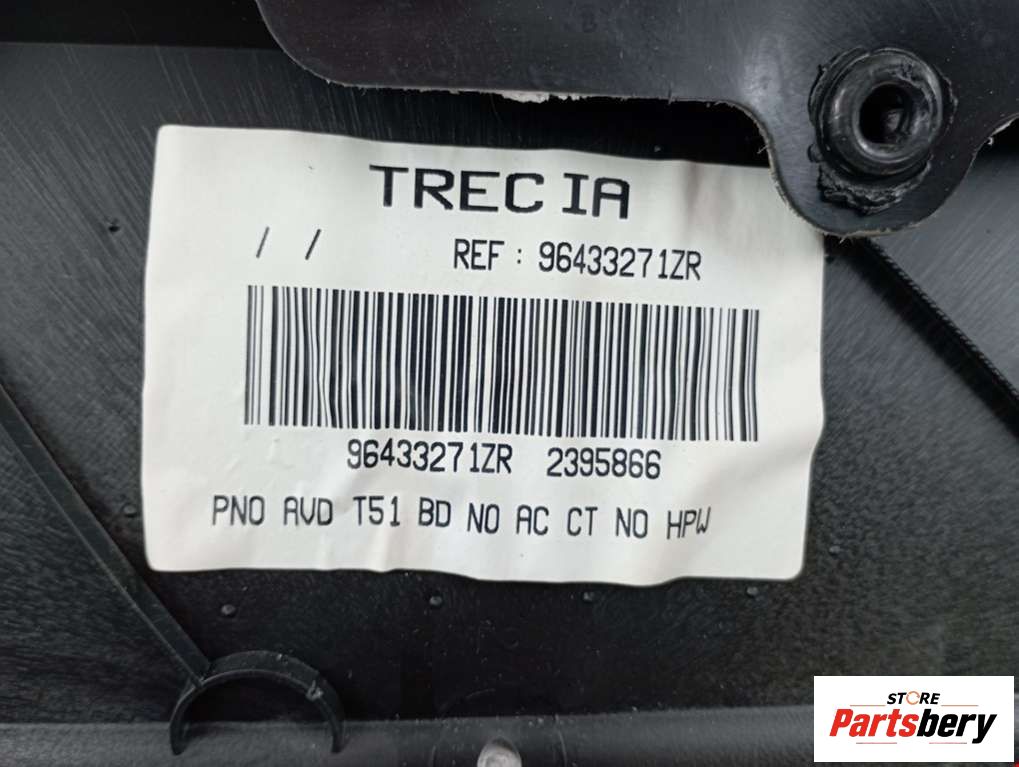 TRECIA
/ / REF : 96433271ZR
96433271ZR 2395866
PNO AVD T51 BD NO AC CT NO HPW
STORE
Partsbery